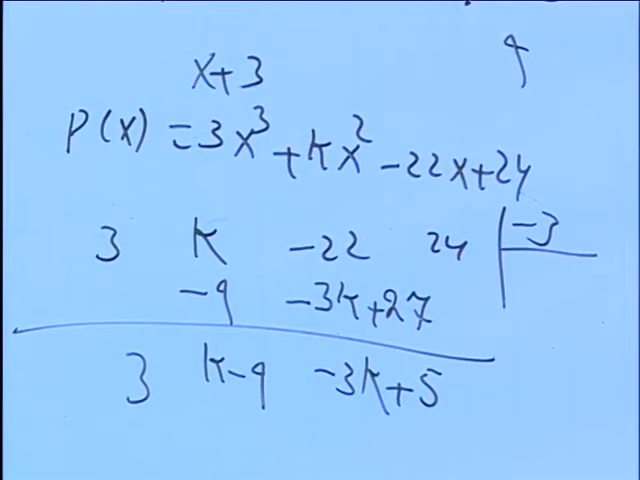 x+3
P(x) = 3x³ + kx² - 22x + 24
3 k -22 24 | -3
-9 -3k+27
3 k-9 -3k+5